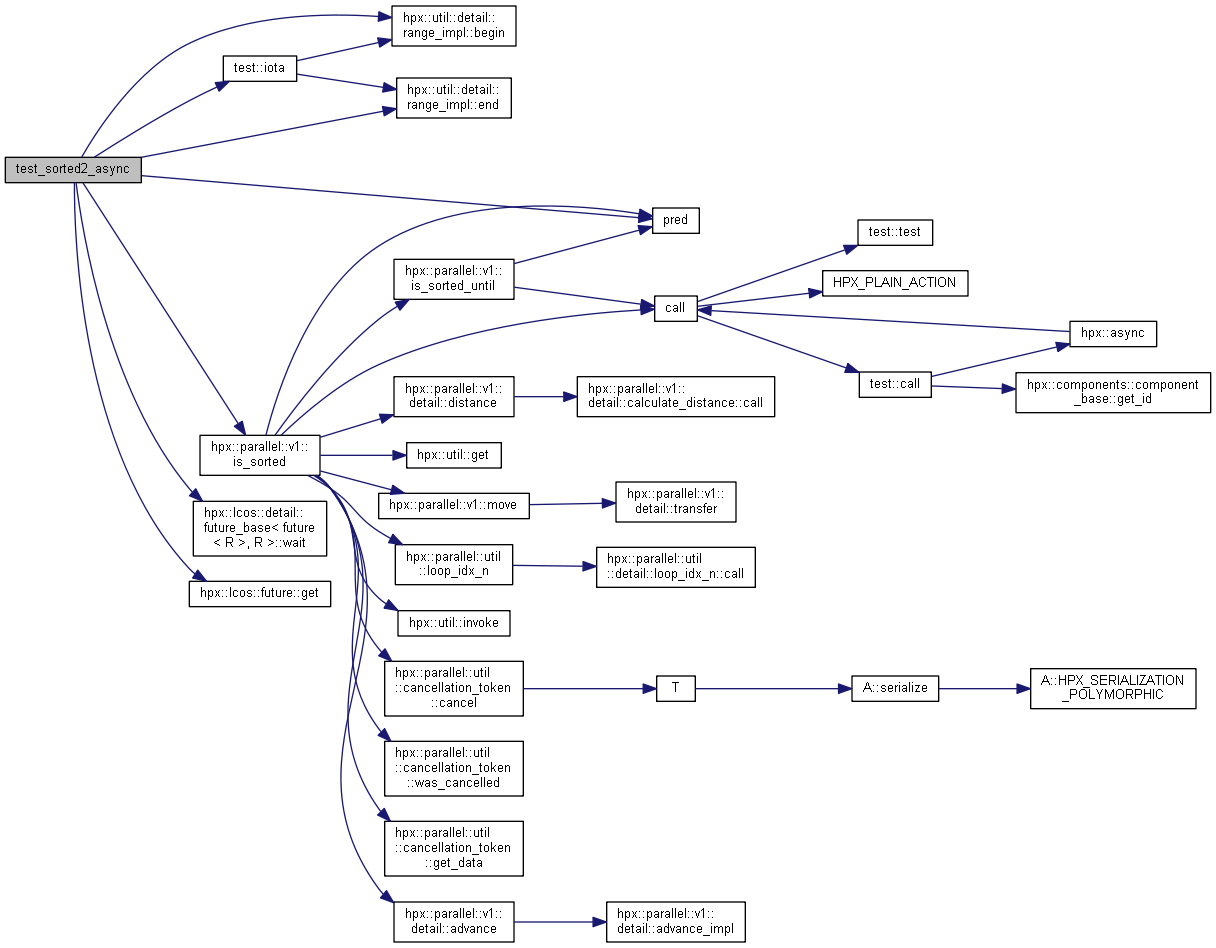 hpx::util::detail::
range_impl::begin
test::iota
hpx::util::detail::
range_impl::end
test_sorted2_async
pred
test::test
hpx::parallel::v1::
is_sorted_until
HPX_PLAIN_ACTION
call
hpx::async
test::call
hpx::components::component
_base::get_id
hpx::parallel::v1::
detail::distance
hpx::parallel::v1::
detail::calculate_distance::call
hpx::parallel::v1::
is_sorted
hpx::util::get
hpx::parallel::v1::move
hpx::parallel::v1::
detail::transfer
hpx::lcos::detail::
future_base< future
< R >, R >::wait
hpx::parallel::util
::loop_idx_n
hpx::parallel::util
::detail::loop_idx_n::call
hpx::lcos::future::get
hpx::util::invoke
hpx::parallel::util
::cancellation_token
::cancel
T
A::serialize
A::HPX_SERIALIZATION
_POLYMORPHIC
hpx::parallel::util
::cancellation_token
::was_cancelled
hpx::parallel::util
::cancellation_token
::get_data
hpx::parallel::v1::
detail::advance
hpx::parallel::v1::
detail::advance_impl